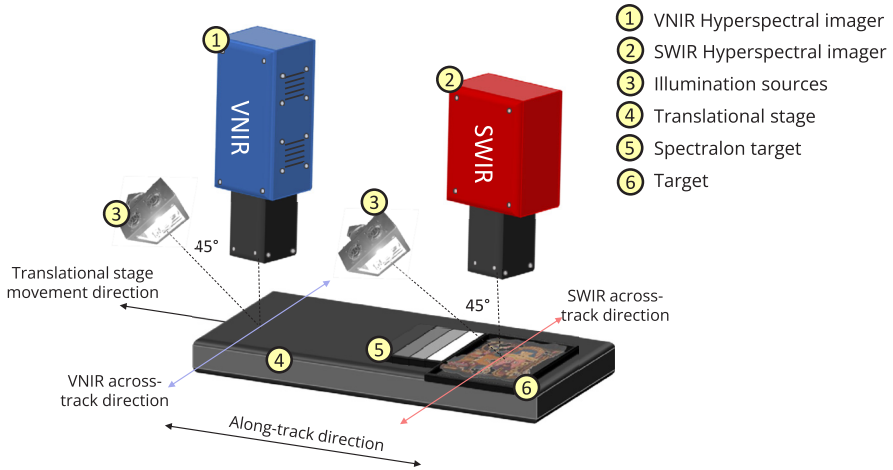 1 VNIR Hyperspectral imager
2 SWIR Hyperspectral imager
3 Illumination sources
4 Translational stage
5 Spectralon target
6 Target
1
VNIR
2
SWIR
3
45°
3
45°
Translational stage
movement direction
SWIR across-
track direction
5
4
6
VNIR across-
track direction
Along-track direction